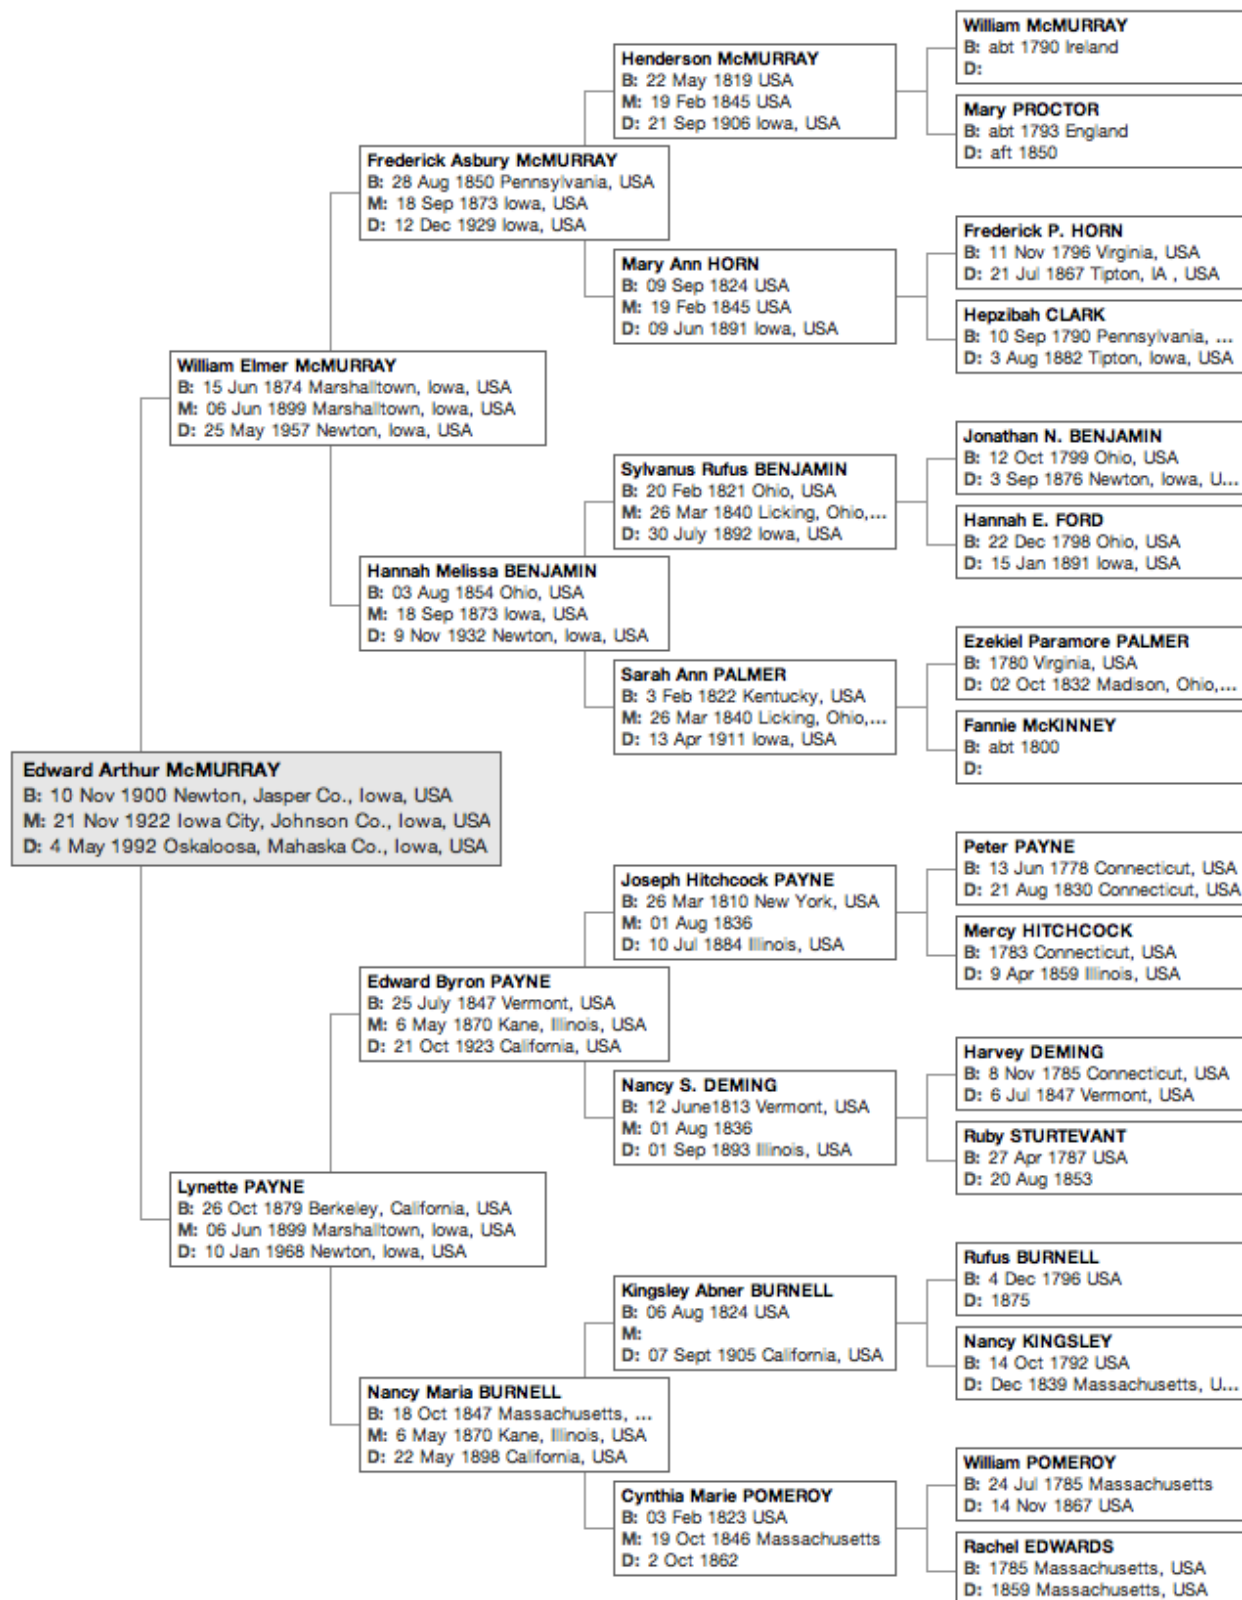 William McMURRAY
B: abt 1790 Ireland
D:
Henderson McMURRAY
B: 22 May 1819 USA
M: 19 Feb 1845 USA
D: 21 Sep 1906 Iowa, USA
Mary PROCTOR
B: abt 1793 England
D: aft 1850
Frederick Asbury McMURRAY
B: 28 Aug 1850 Pennsylvania, USA
M: 18 Sep 1873 Iowa, USA
D: 12 Dec 1929 Iowa, USA
Frederick P. HORN
B: 11 Nov 1796 Virginia, USA
D: 21 Jul 1867 Tipton, IA , USA
Mary Ann HORN
B: 09 Sep 1824 USA
M: 19 Feb 1845 USA
D: 09 Jun 1891 Iowa, USA
Hepzibah CLARK
B: 10 Sep 1790 Pennsylvania, ...
D: 3 Aug 1882 Tipton, Iowa, USA
William Elmer McMURRAY
B: 15 Jun 1874 Marshalltown, Iowa, USA
M: 06 Jun 1899 Marshalltown, Iowa, USA
D: 25 May 1957 Newton, Iowa, USA
Jonathan N. BENJAMIN
B: 12 Oct 1799 Ohio, USA
D: 3 Sep 1876 Newton, Iowa, U...
Sylvanus Rufus BENJAMIN
B: 20 Feb 1821 Ohio, USA
M: 26 Mar 1840 Licking, Ohio,...
D: 30 July 1892 Iowa, USA
Hannah E. FORD
B: 22 Dec 1798 Ohio, USA
D: 15 Jan 1891 Iowa, USA
Hannah Melissa BENJAMIN
B: 03 Aug 1854 Ohio, USA
M: 18 Sep 1873 Iowa, USA
D: 9 Nov 1932 Newton, Iowa, USA
Ezekiel Paramore PALMER
B: 1780 Virginia, USA
D: 02 Oct 1832 Madison, Ohio,...
Sarah Ann PALMER
B: 3 Feb 1822 Kentucky, USA
M: 26 Mar 1840 Licking, Ohio,...
D: 13 Apr 1911 Iowa, USA
Fannie McKINNEY
B: abt 1800
D:
Edward Arthur McMURRAY
B: 10 Nov 1900 Newton, Jasper Co., Iowa, USA
M: 21 Nov 1922 Iowa City, Johnson Co., Iowa, USA
D: 4 May 1992 Oskaloosa, Mahaska Co., Iowa, USA
Peter PAYNE
B: 13 Jun 1778 Connecticut, USA
D: 21 Aug 1830 Connecticut, USA
Joseph Hitchcock PAYNE
B: 26 Mar 1810 New York, USA
M: 01 Aug 1836
D: 10 Jul 1884 Illinois, USA
Mercy HITCHCOCK
B: 1783 Connecticut, USA
D: 9 Apr 1859 Illinois, USA
Edward Byron PAYNE
B: 25 July 1847 Vermont, USA
M: 6 May 1870 Kane, Illinois, USA
D: 21 Oct 1923 California, USA
Harvey DEMING
B: 8 Nov 1785 Connecticut, USA
D: 6 Jul 1847 Vermont, USA
Nancy S. DEMING
B: 12 June1813 Vermont, USA
M: 01 Aug 1836
D: 01 Sep 1893 Illinois, USA
Ruby STURTEVANT
B: 27 Apr 1787 USA
D: 20 Aug 1853
Lynette PAYNE
B: 26 Oct 1879 Berkeley, California, USA
M: 06 Jun 1899 Marshalltown, Iowa, USA
D: 10 Jan 1968 Newton, Iowa, USA
Rufus BURNELL
B: 4 Dec 1796 USA
D: 1875
Kingsley Abner BURNELL
B: 06 Aug 1824 USA
M:
D: 07 Sept 1905 California, USA
Nancy KINGSLEY
B: 14 Oct 1792 USA
D: Dec 1839 Massachusetts, U...
Nancy Maria BURNELL
B: 18 Oct 1847 Massachusetts, ...
M: 6 May 1870 Kane, Illinois, USA
D: 22 May 1898 California, USA
William POMEROY
B: 24 Jul 1785 Massachusetts
D: 14 Nov 1867 USA
Cynthia Marie POMEROY
B: 03 Feb 1823 USA
M: 19 Oct 1846 Massachusetts
D: 2 Oct 1862
Rachel EDWARDS
B: 1785 Massachusetts, USA
D: 1859 Massachusetts, USA